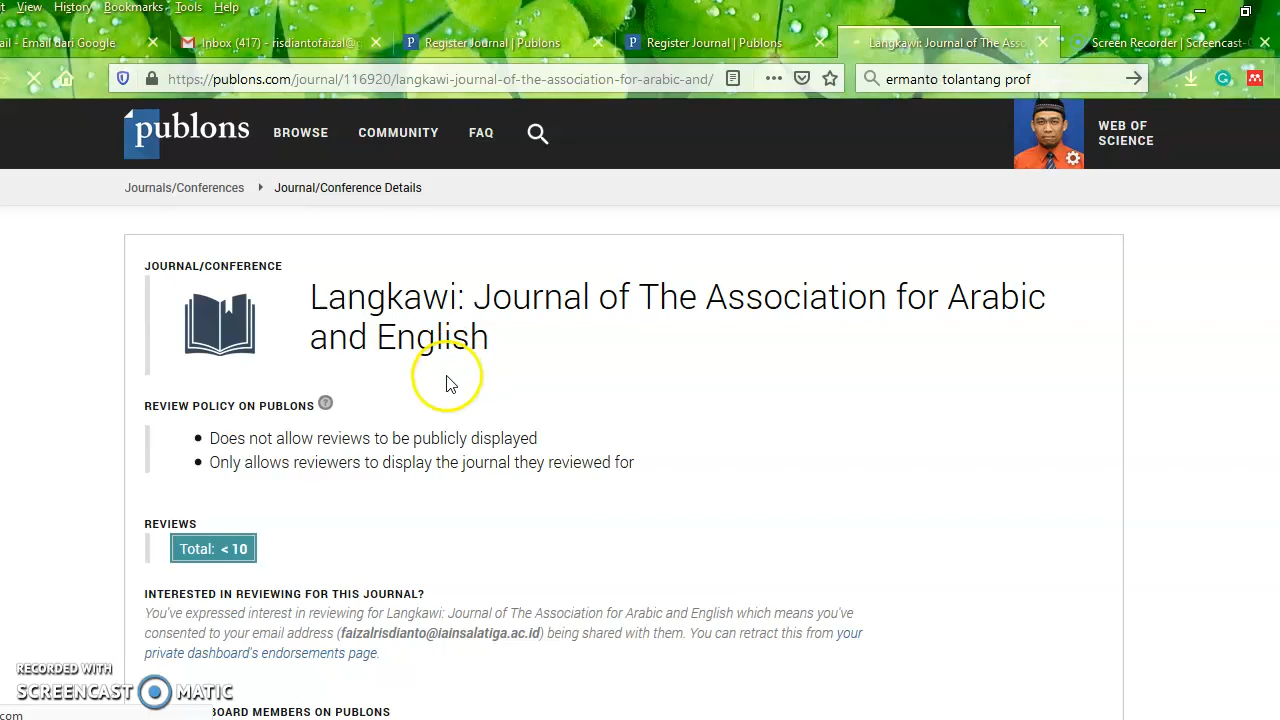 View History Bookmarks Tools Help
ail - Email dari Google
Inbox (417) - risdiantofaizal@g
Register Journal | Publons
Register Journal | Publons
Langkawi: Journal of The Asso
Screen Recorder | Screencast-
https://publons.com/journal/116920/langkawi-journal-of-the-association-for-arabic-and/
ermanto tolantang prof
publons
BROWSE
COMMUNITY
FAQ
WEB OF
SCIENCE
Journals/Conferences
Journal/Conference Details
JOURNAL/CONFERENCE
Langkawi: Journal of The Association for Arabic
and English
REVIEW POLICY ON PUBLONS ?
• Does not allow reviews to be publicly displayed
• Only allows reviewers to display the journal they reviewed for
REVIEWS
Total: < 10
INTERESTED IN REVIEWING FOR THIS JOURNAL?
You've expressed interest in reviewing for Langkawi: Journal of The Association for Arabic and English which means you've
consented to your email address (faizalrisdianto@iainsalatiga.ac.id) being shared with them. You can retract this from your
private dashboard's endorsements page.
BOARD MEMBERS ON PUBLONS
RECORDED WITH
SCREENCAST MATIC
com